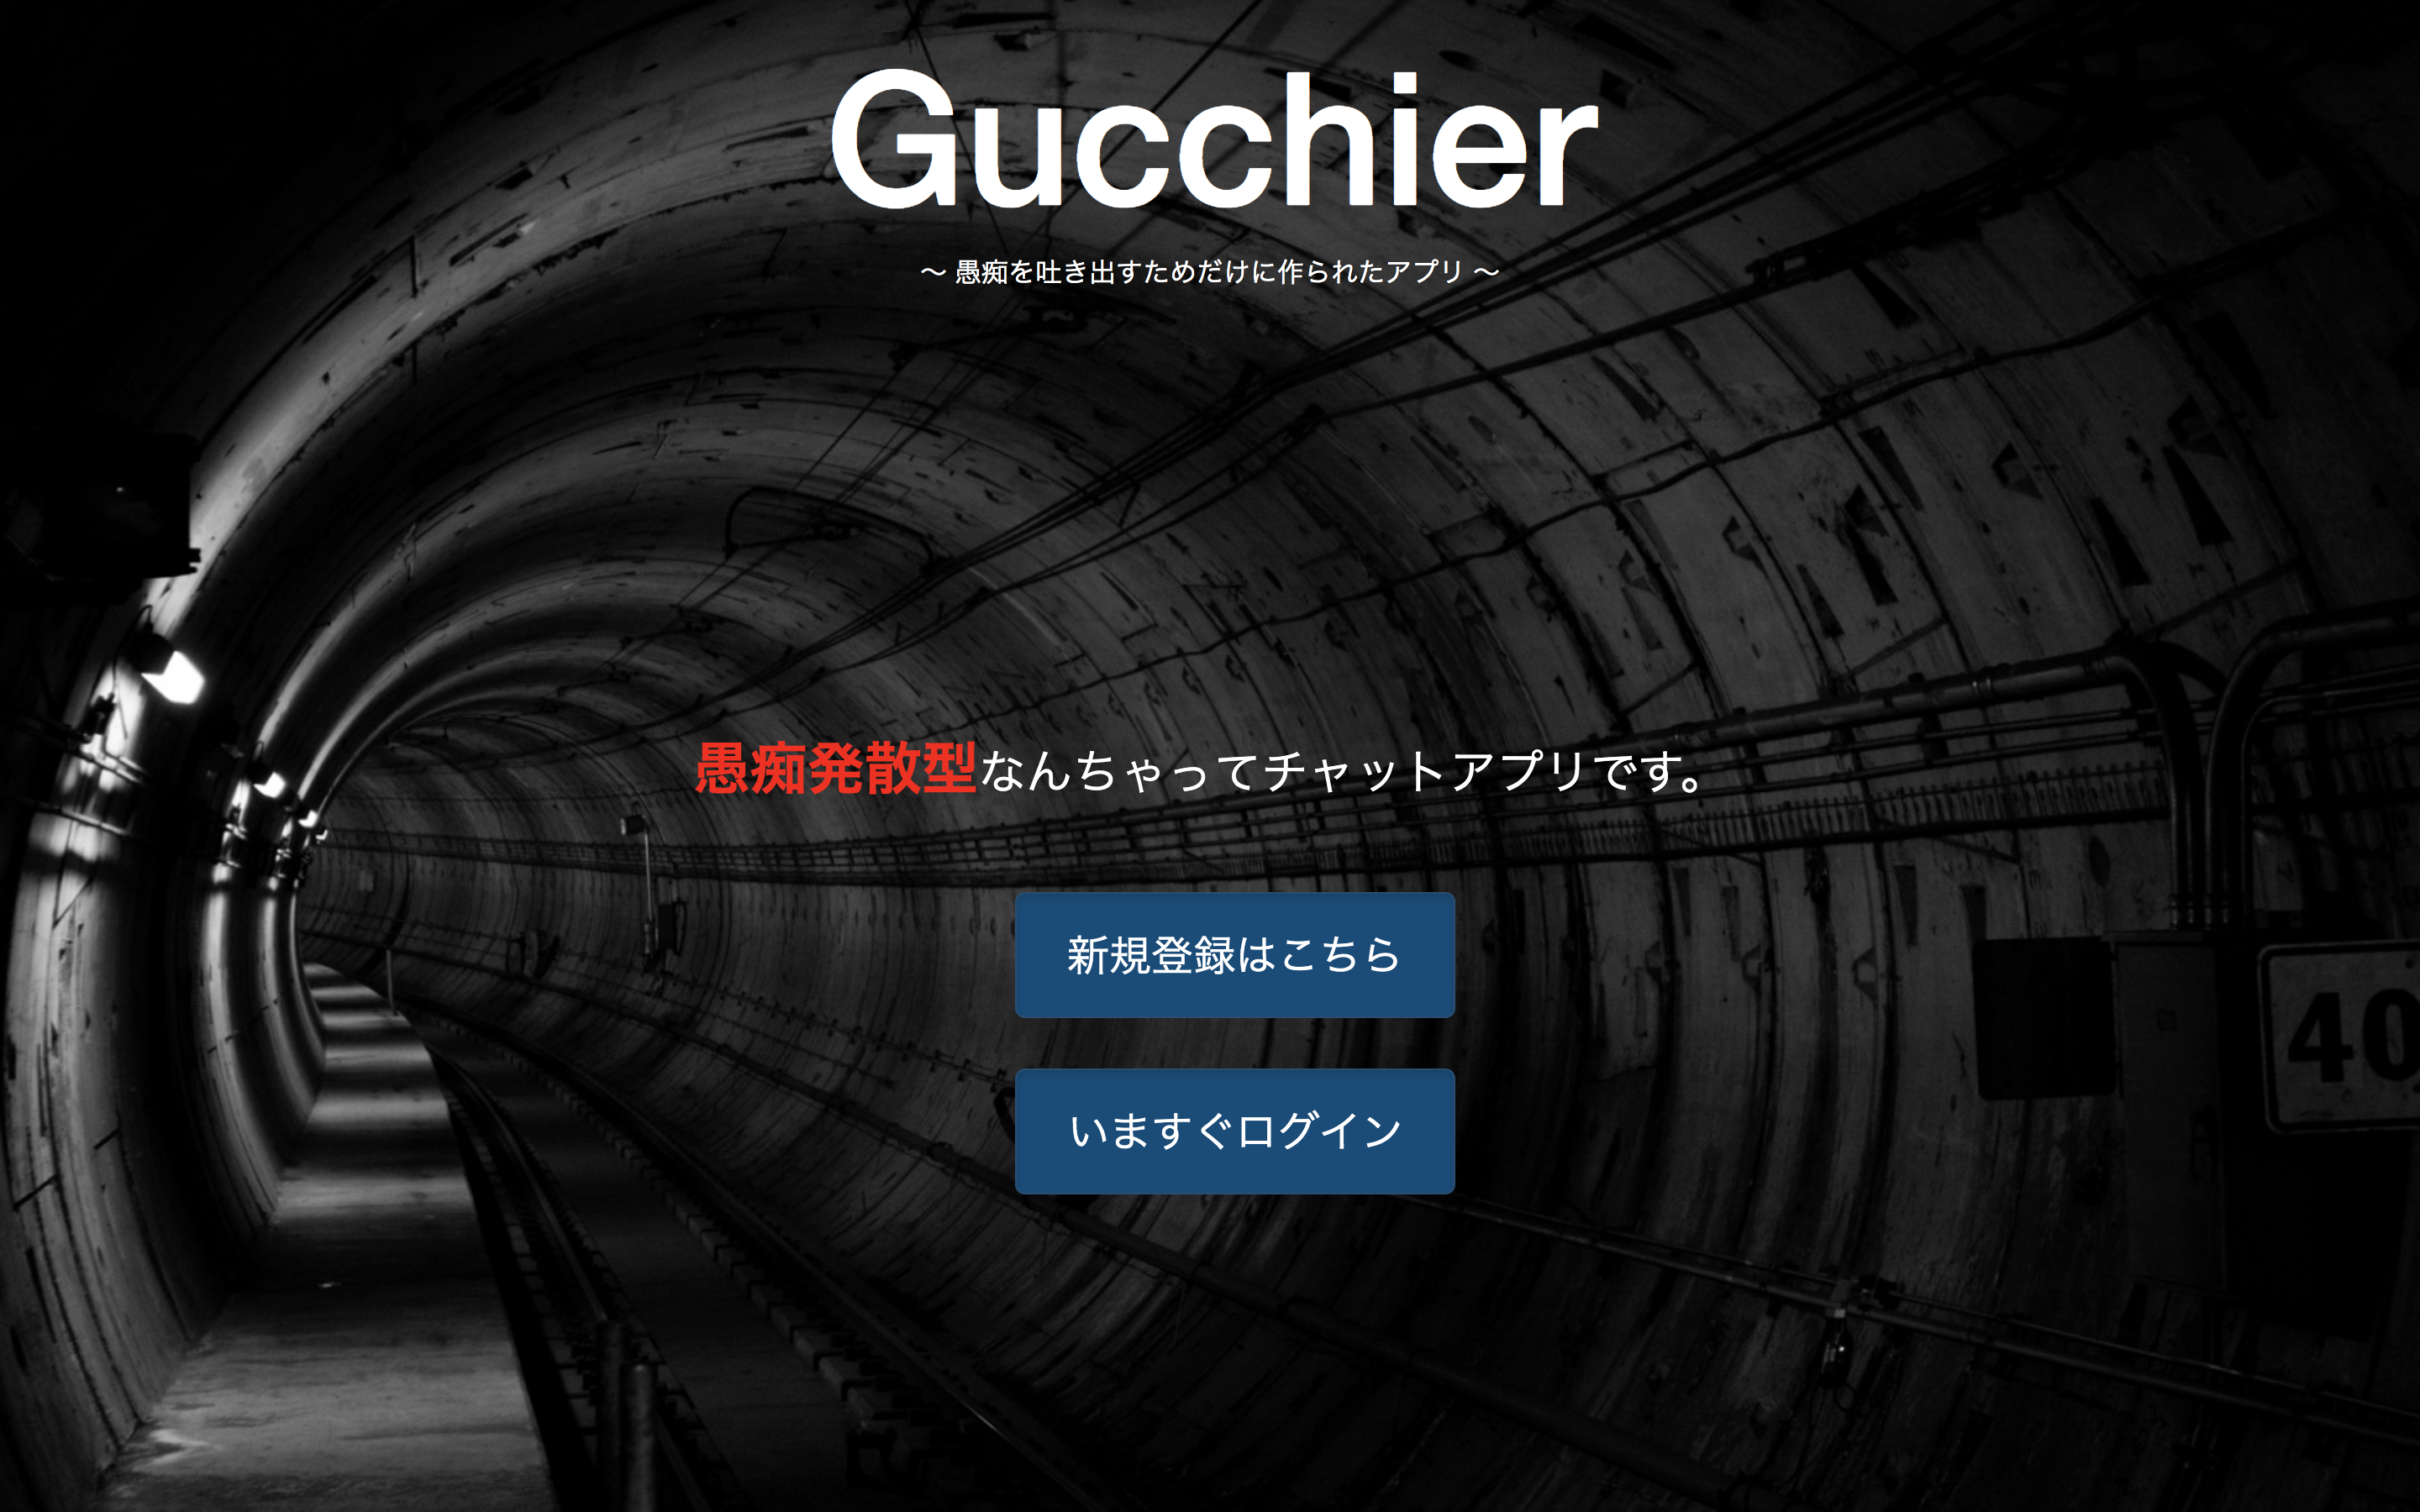 Gucchier
〜 愚痴を吐き出すためだけに作られたアプリ 〜
愚痴発散型なんちゃってチャットアプリです。
新規登録はこちら
いますぐログイン
40